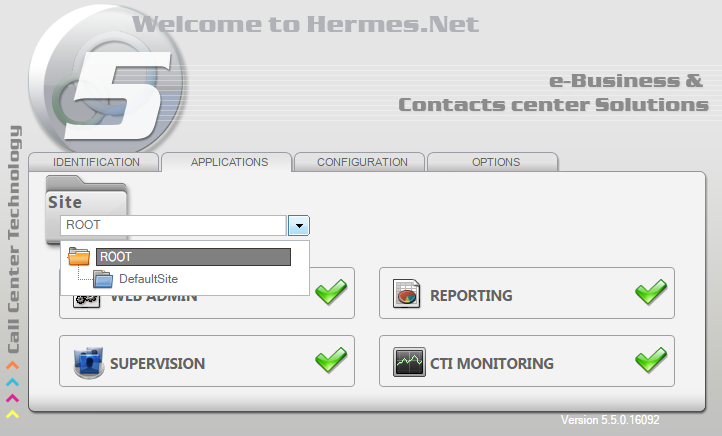 Welcome to Hermes.Net
5
e-Business &
Contacts center Solutions
Call Center Technology
IDENTIFICATION
APPLICATIONS
CONFIGURATION
OPTIONS
Site
ROOT
ROOT
DefaultSite
WEB ADMIN
REPORTING
SUPERVISION
CTI MONITORING
Version 5.5.0.16092